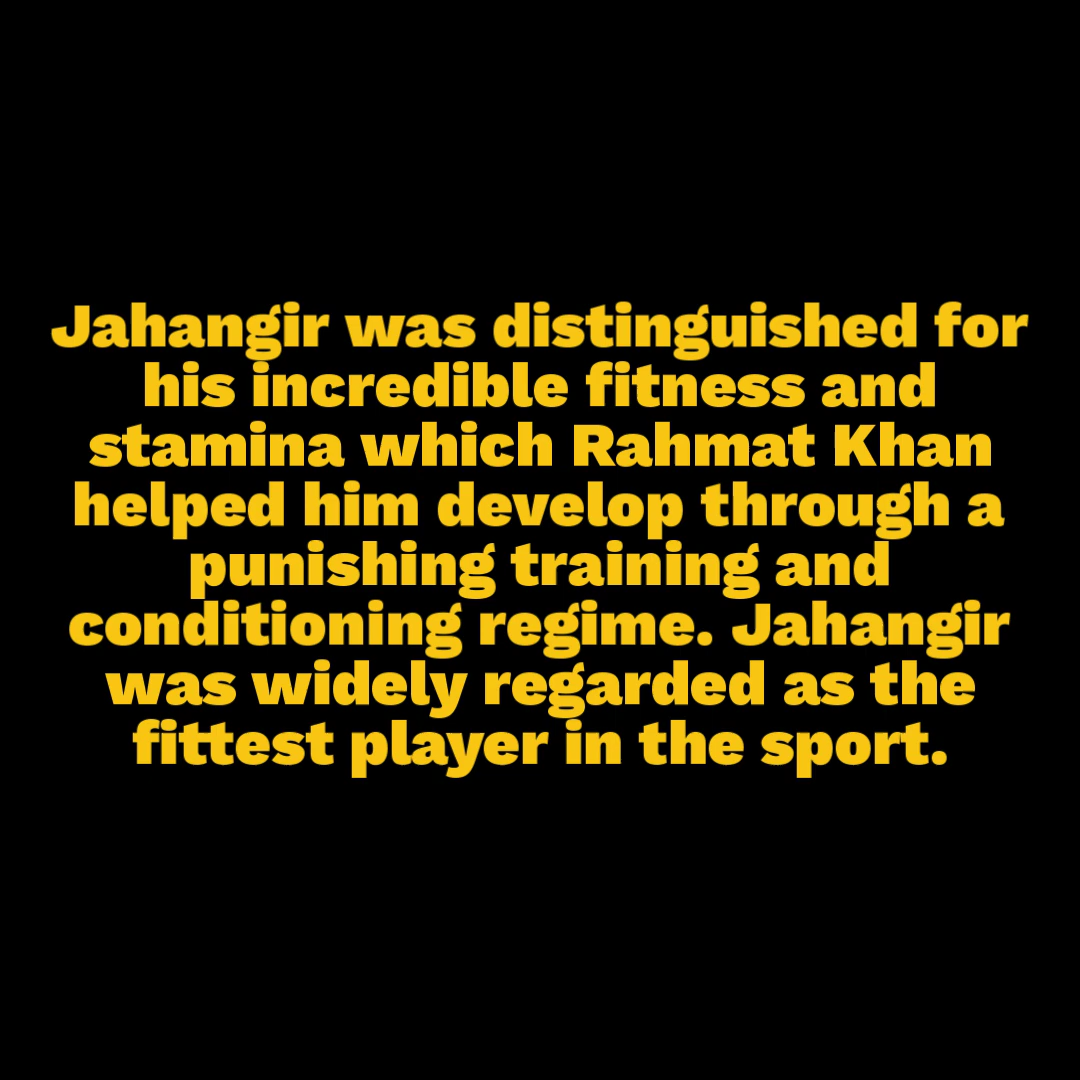 Jahangir was distinguished for
his incredible fitness and
stamina which Rahmat Khan
helped him develop through a
punishing training and
conditioning regime. Jahangir
was widely regarded as the
fittest player in the sport.